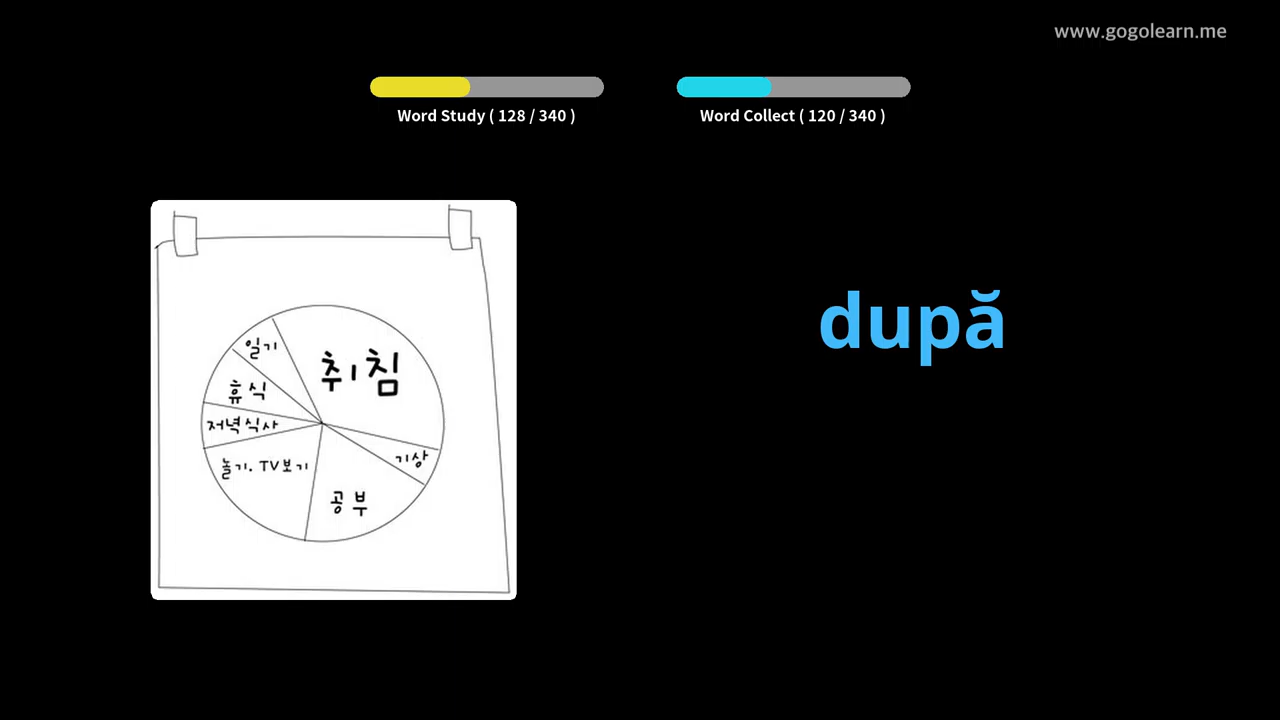 www.gogolearn.me
Word Study ( 128 / 340 )
Word Collect ( 120 / 340 )
일기
취침
휴식
저녁식사
놀기. TV보기
기상
공부
după